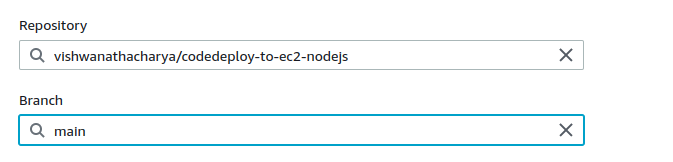 Repository
vishwanathacharya/codedeploy-to-ec2-nodejs
Branch
main